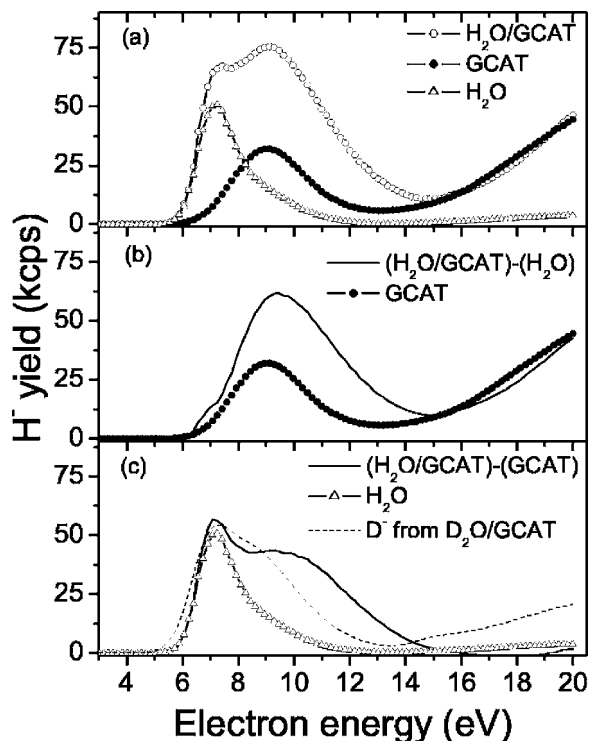 (a)
H₂O/GCAT
GCAT
H₂O
75
50
25
0
(b)
(H₂O/GCAT)-(H₂O)
GCAT
75
50
25
0
(c)
(H₂O/GCAT)-(GCAT)
H₂O
D⁻ from D₂O/GCAT
75
50
25
0
H⁻ yield (kcps)
4 6 8 10 12 14 16 18 20
Electron energy (eV)